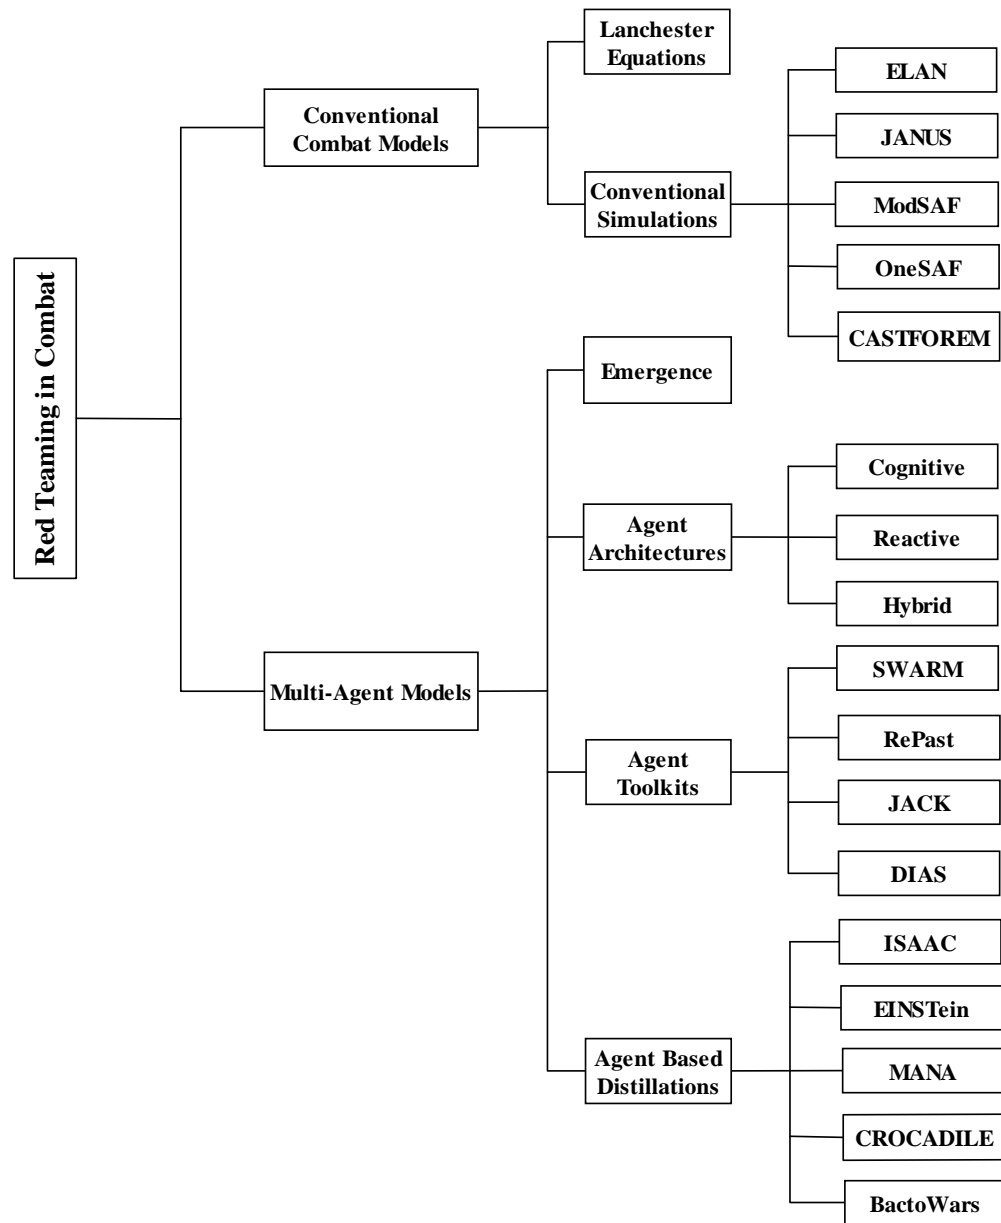 Red Teaming in Combat
Conventional
Combat Models
Lanchester
Equations
Conventional
Simulations
ELAN
JANUS
ModSAF
OneSAF
CASTFOREM
Multi-Agent Models
Emergence
Agent
Architectures
Cognitive
Reactive
Hybrid
Agent
Toolkits
SWARM
RePast
JACK
DIAS
Agent Based
Distillations
ISAAC
EINSTein
MANA
CROCADILE
BactoWars